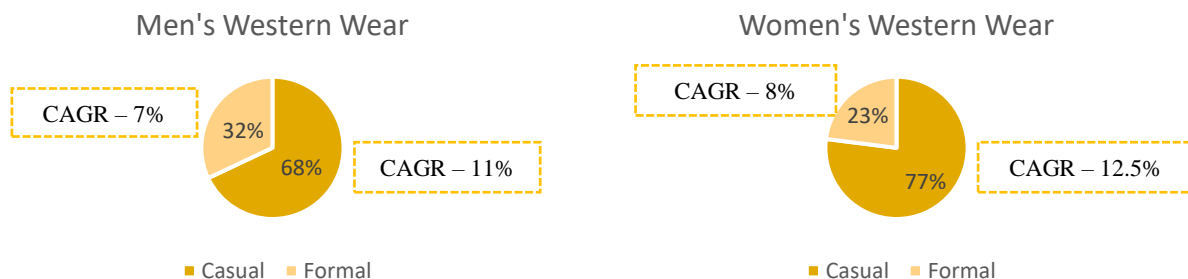 Men's Western Wear
CAGR – 7%
32%
68%
CAGR – 11%
Casual Formal
Women's Western Wear
CAGR – 8%
23%
77%
CAGR – 12.5%
Casual Formal